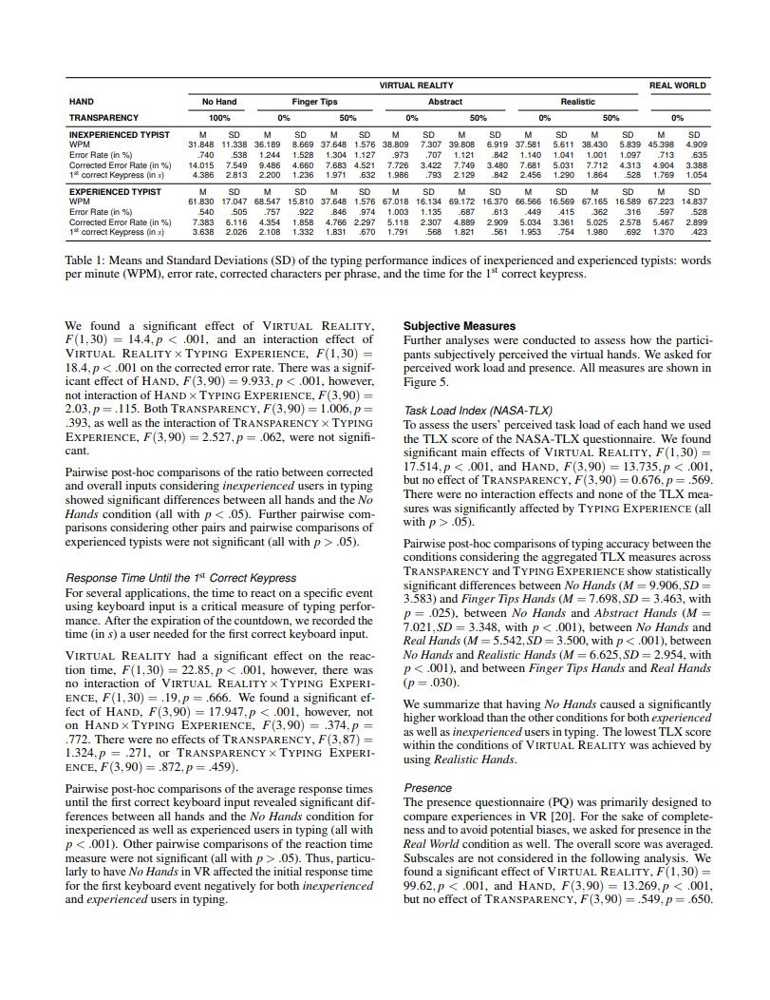 VIRTUAL REALITY REAL WORLD
HAND No Hand Finger Tips Abstract Realistic
TRANSPARENCY 100% 0% 50% 0% 50% 0% 50% 0%
INEXPERIENCED TYPIST M SD M SD M SD M SD M SD M SD M SD M SD
WPM 31.848 11.338 36.189 8.669 37.648 1.576 38.809 7.307 39.808 6.919 37.581 5.611 38.430 5.839 45.398 4.909
Error Rate (in %) .740 .538 1.244 1.528 1.304 1.127 .973 .707 1.121 .842 1.140 1.041 1.001 1.097 .713 .635
Corrected Error Rate (in %) 14.015 7.549 9.486 4.660 7.683 4.521 7.726 3.422 7.749 3.480 7.681 5.031 7.712 4.313 4.904 3.388
1st correct Keypress (in s) 4.386 2.813 2.200 1.236 1.971 .632 1.986 .793 2.129 .842 2.456 1.290 1.864 .528 1.769 1.054
EXPERIENCED TYPIST M SD M SD M SD M SD M SD M SD M SD M SD
WPM 61.830 17.047 68.547 15.810 37.648 1.576 67.018 16.134 69.172 16.370 66.566 16.569 67.165 16.589 67.223 14.837
Error Rate (in %) .540 .505 .757 .922 .846 .974 1.003 1.135 .687 .613 .449 .415 .362 .316 .597 .528
Corrected Error Rate (in %) 7.383 6.116 4.354 1.858 4.766 2.297 5.118 2.307 4.889 2.909 5.034 3.361 5.025 2.578 5.467 2.899
1st correct Keypress (in s) 3.638 2.026 2.108 1.332 1.831 .670 1.791 .568 1.821 .561 1.953 .754 1.980 .692 1.370 .423
Table 1: Means and Standard Deviations (SD) of the typing performance indices of inexperienced and experienced typists: words
per minute (WPM), error rate, corrected characters per phrase, and the time for the 1st correct keypress.
We found a significant effect of VIRTUAL REALITY,
F(1,30) = 14.4, p < .001, and an interaction effect of
VIRTUAL REALITY × TYPING EXPERIENCE, F(1,30) =
18.4, p < .001 on the corrected error rate. There was a signif-
icant effect of HAND, F(3,90) = 9.933, p < .001, however,
not interaction of HAND × TYPING EXPERIENCE, F(3,90) =
2.03, p = .115. Both TRANSPARENCY, F(3,90) = 1.006, p =
.393, as well as the interaction of TRANSPARENCY × TYPING
EXPERIENCE, F(3,90) = 2.527, p = .062, were not signifi-
cant.
Pairwise post-hoc comparisons of the ratio between corrected
and overall inputs considering inexperienced users in typing
showed significant differences between all hands and the No
Hands condition (all with p < .05). Further pairwise com-
parisons considering other pairs and pairwise comparisons of
experienced typists were not significant (all with p > .05).
Response Time Until the 1st Correct Keypress
For several applications, the time to react on a specific event
using keyboard input is a critical measure of typing perfor-
mance. After the expiration of the countdown, we recorded the
time (in s) a user needed for the first correct keyboard input.
VIRTUAL REALITY had a significant effect on the reac-
tion time, F(1,30) = 22.85, p < .001, however, there was
no interaction of VIRTUAL REALITY × TYPING EXPERI-
ENCE, F(1,30) = .19, p = .666. We found a significant ef-
fect of HAND, F(3,90) = 17.947, p < .001, however, not
on HAND × TYPING EXPERIENCE, F(3,90) = .374, p =
.772. There were no effects of TRANSPARENCY, F(3,87) =
1.324, p = .271, or TRANSPARENCY × TYPING EXPERI-
ENCE, F(3,90) = .872, p = .459).
Pairwise post-hoc comparisons of the average response times
until the first correct keyboard input revealed significant dif-
ferences between all hands and the No Hands condition for
inexperienced as well as experienced users in typing (all with
p < .001). Other pairwise comparisons of the reaction time
measure were not significant (all with p > .05). Thus, particu-
larly to have No Hands in VR affected the initial response time
for the first keyboard event negatively for both inexperienced
and experienced users in typing.
Subjective Measures
Further analyses were conducted to assess how the partici-
pants subjectively perceived the virtual hands. We asked for
perceived work load and presence. All measures are shown in
Figure 5.
Task Load Index (NASA-TLX)
To assess the users' perceived task load of each hand we used
the TLX score of the NASA-TLX questionnaire. We found
significant main effects of VIRTUAL REALITY, F(1,30) =
17.514, p < .001, and HAND, F(3,90) = 13.735, p < .001,
but no effect of TRANSPARENCY, F(3,90) = 0.676, p = .569.
There were no interaction effects and none of the TLX mea-
sures was significantly affected by TYPING EXPERIENCE (all
with p > .05).
Pairwise post-hoc comparisons of typing accuracy between the
conditions considering the aggregated TLX measures across
TRANSPARENCY and TYPING EXPERIENCE show statistically
significant differences between No Hands (M = 9.906, SD =
3.583) and Finger Tips Hands (M = 7.698, SD = 3.463, with
p = .025), between No Hands and Abstract Hands (M =
7.021, SD = 3.348, with p < .001), between No Hands and
Real Hands (M = 5.542, SD = 3.500, with p < .001), between
No Hands and Realistic Hands (M = 6.625, SD = 2.954, with
p < .001), and between Finger Tips Hands and Real Hands
(p = .030).
We summarize that having No Hands caused a significantly
higher workload than the other conditions for both experienced
as well as inexperienced users in typing. The lowest TLX score
within the conditions of VIRTUAL REALITY was achieved by
using Realistic Hands.
Presence
The presence questionnaire (PQ) was primarily designed to
compare experiences in VR [20]. For the sake of complete-
ness and to avoid potential biases, we asked for presence in the
Real World condition as well. The overall score was averaged.
Subscales are not considered in the following analysis. We
found a significant effect of VIRTUAL REALITY, F(1,30) =
99.62, p < .001, and HAND, F(3,90) = 13.269, p < .001,
but no effect of TRANSPARENCY, F(3,90) = .549, p = .650.